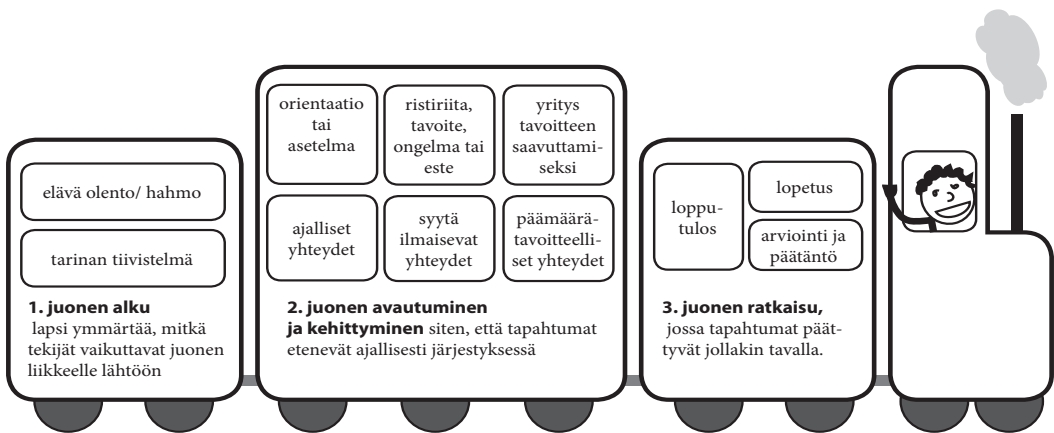 elävä olento/ hahmo
tarinan tiivistelmä
1. juonen alku
lapsi ymmärtää, mitkä
tekijät vaikuttavat juonen
liikkeelle lähtöön
orientaatio
tai
asetelma
ristiriita,
tavoite,
ongelma tai
este
yritys
tavoitteen
saavuttami-
seksi
ajalliset
yhteydet
syytä
ilmaisevat
yhteydet
päämäärä-
tavoitteelli-
set yhteydet
2. juonen avautuminen
ja kehittyminen siten, että tapahtumat
etenevät ajallisesti järjestyksessä
loppu-
tulos
lopetus
arviointi ja
päätäntö
3. juonen ratkaisu,
jossa tapahtumat päät-
tyvät jollakin tavalla.